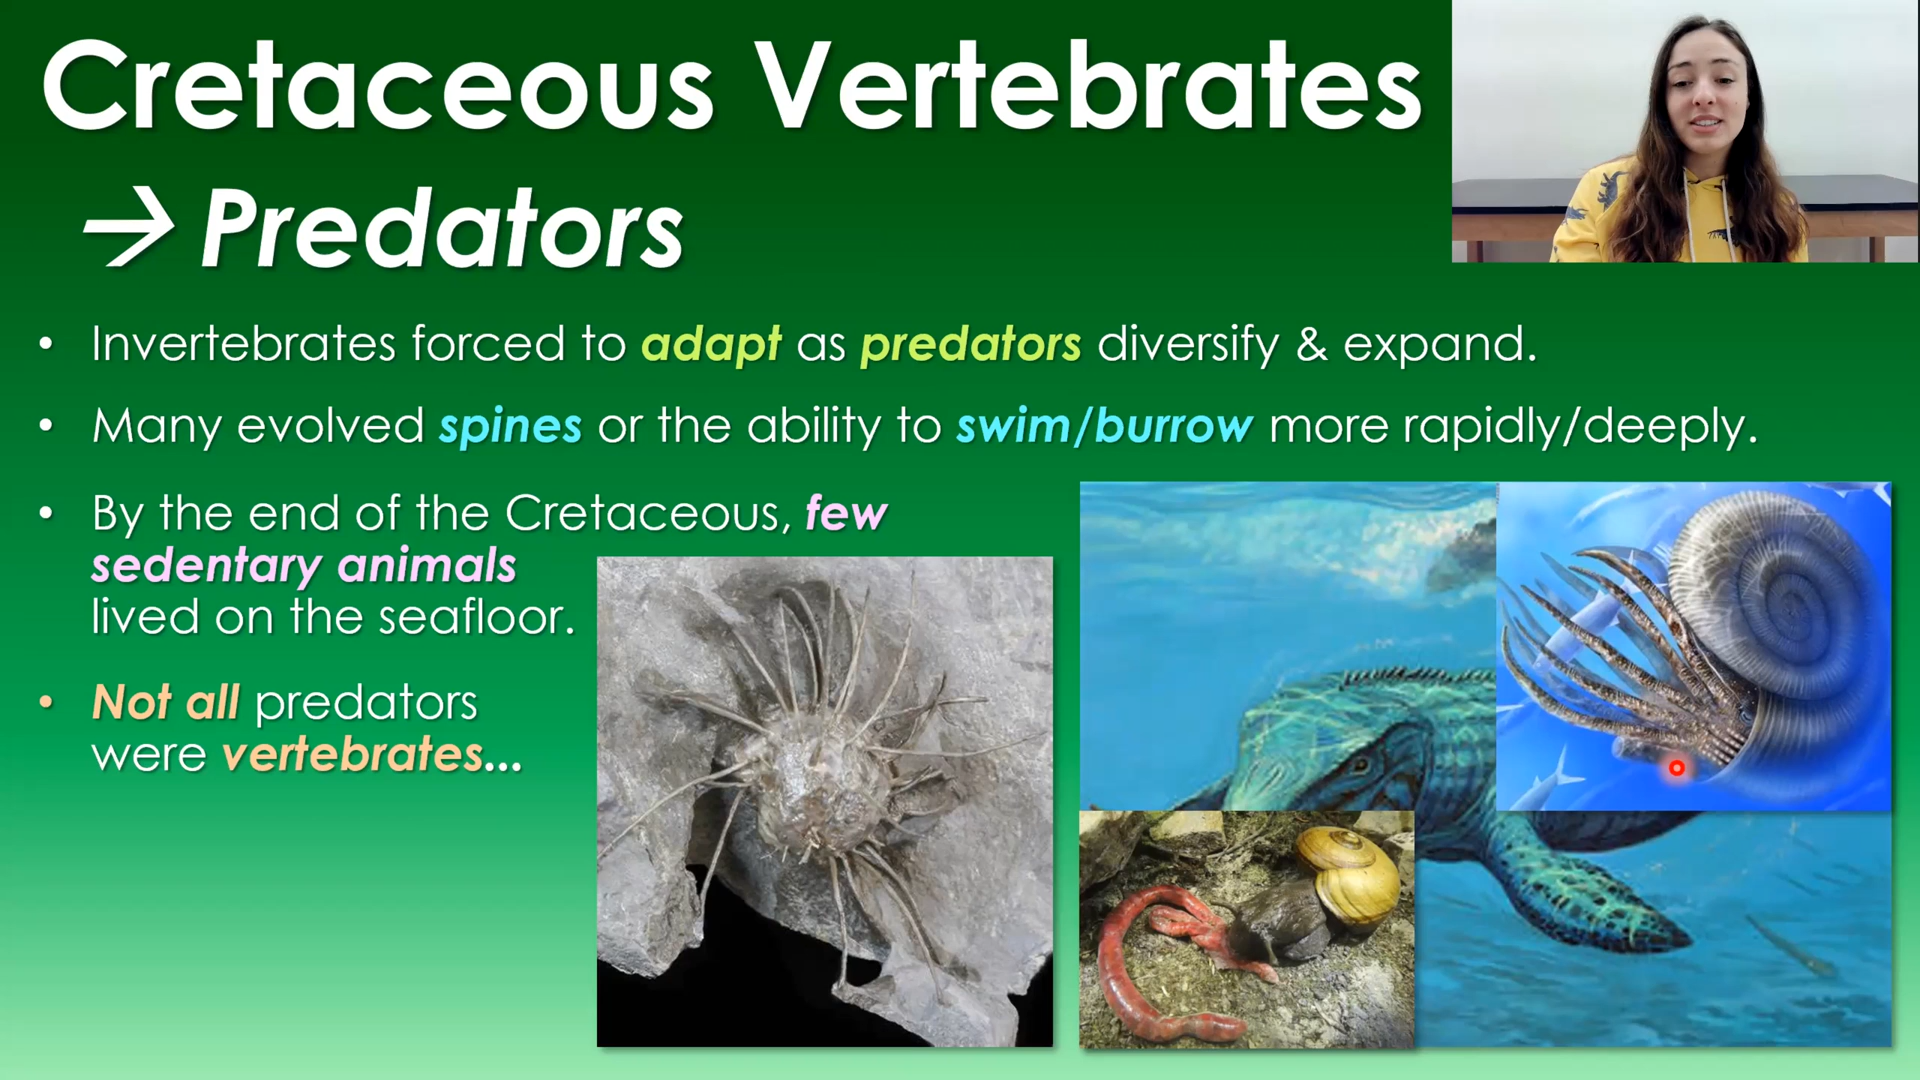 Cretaceous Vertebrates
→ Predators
• Invertebrates forced to adapt as predators diversify & expand.
• Many evolved spines or the ability to swim/burrow more rapidly/deeply.
• By the end of the Cretaceous, few
sedentary animals
lived on the seafloor.
• Not all predators
were vertebrates...